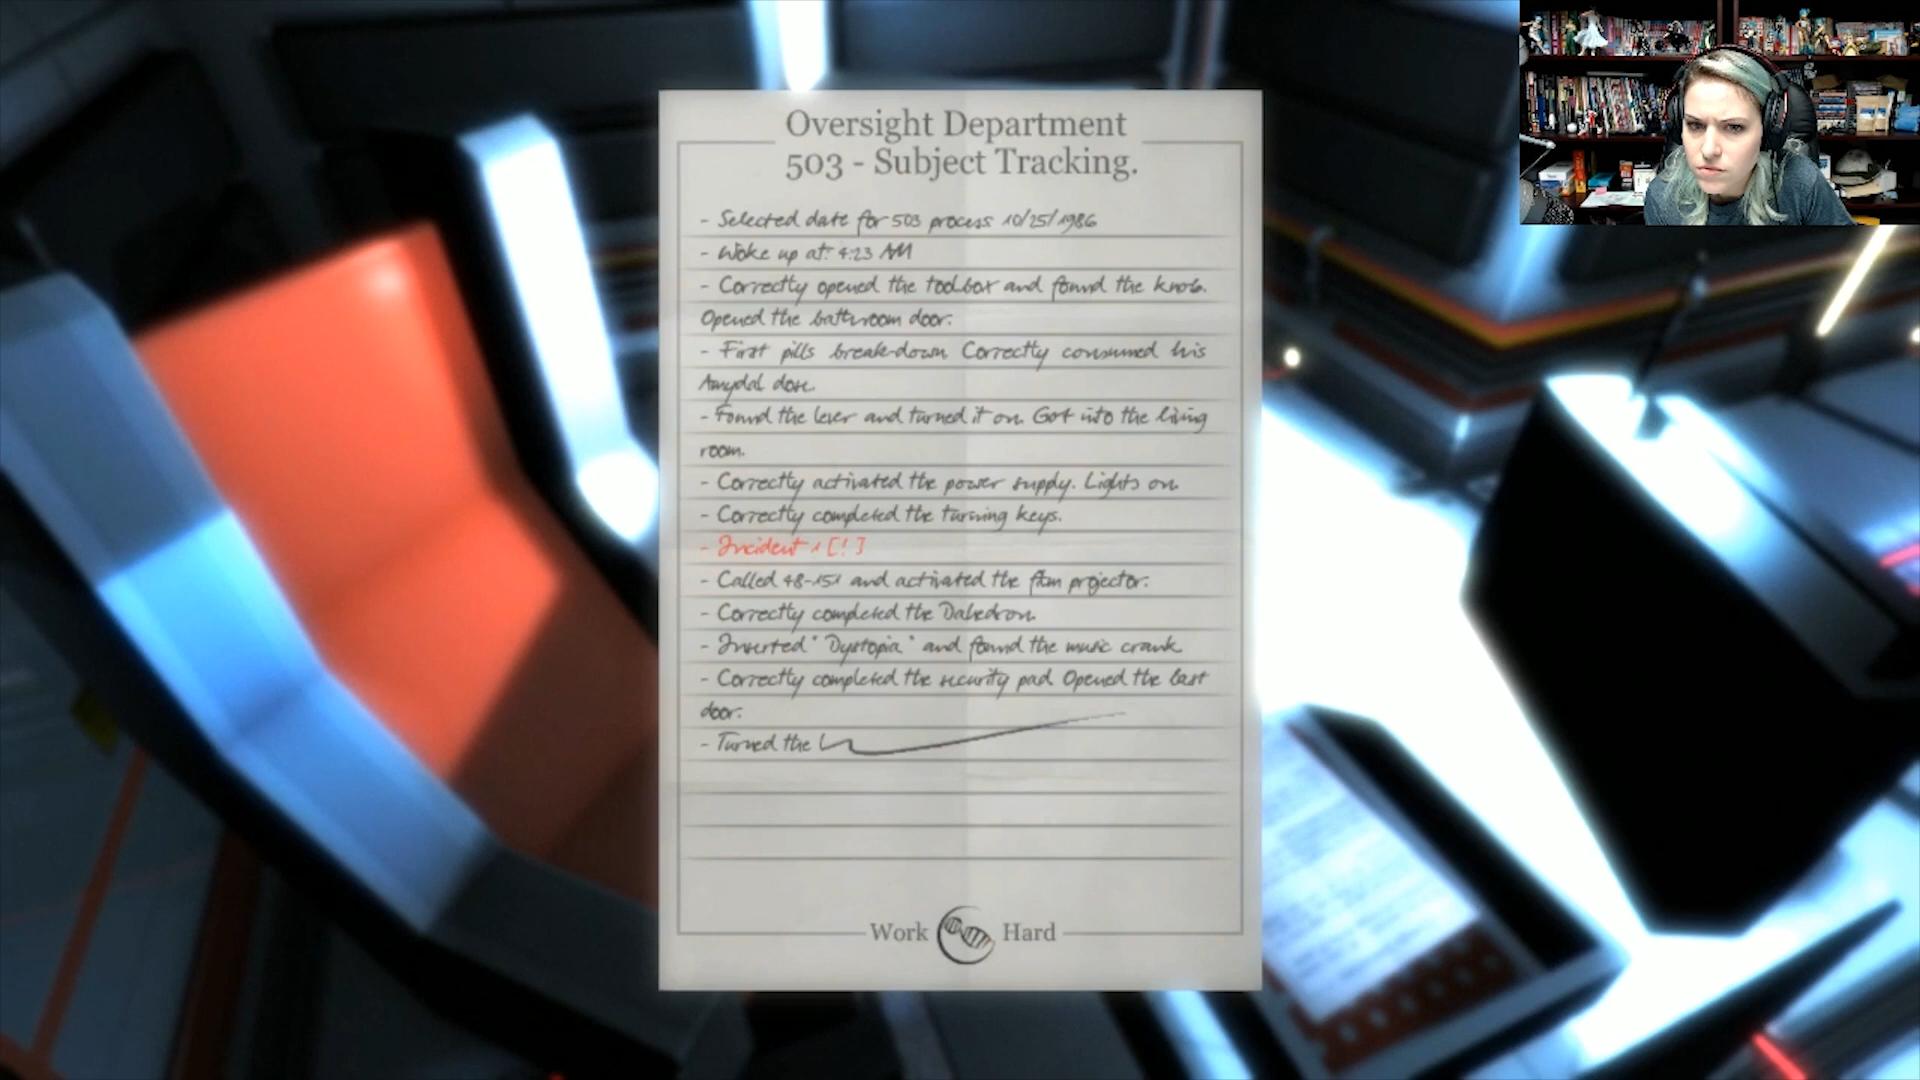 Oversight Department
503 - Subject Tracking.
- Selected date for 503 process 10/25/1986
- Woke up at: 4:23 AM
- Correctly opened the toolbox and found the knob.
Opened the bathroom door.
- First pills break-down Correctly consumed his
Amydal dose.
- Found the lever and turned it on. Got into the living
room.
- Correctly activated the power supply. Lights on
- Correctly completed the turning keys.
- Incident 1 [!]
- Called 48-151 and activated the film projector.
- Correctly completed the Daledron.
- Inserted "Dystopia" and found the music crank
- Correctly completed the security pad Opened the last
door.
- Turned the
Work Hard